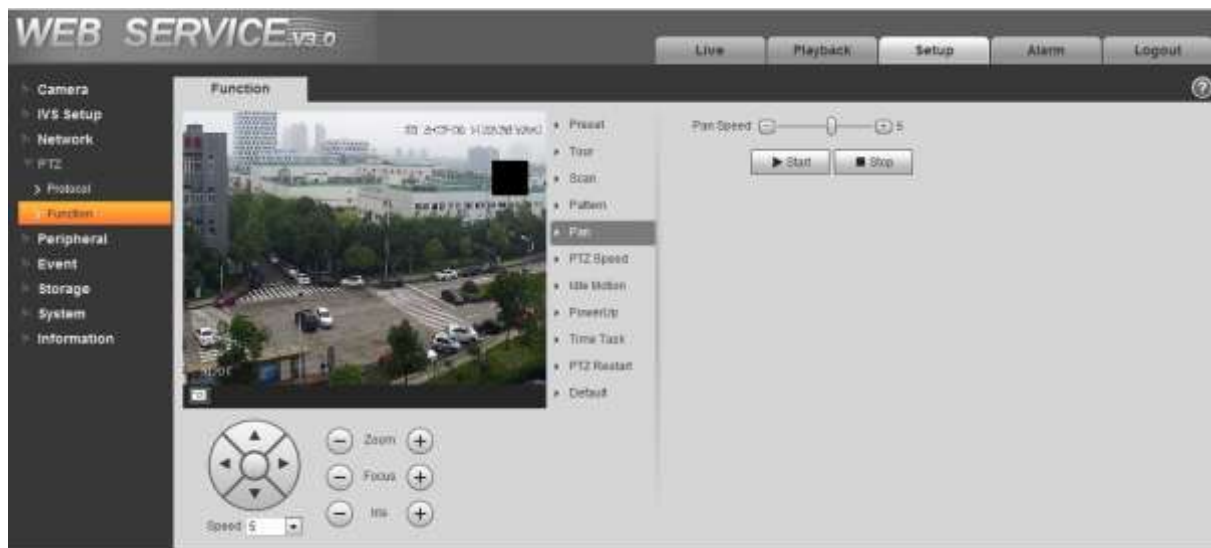 WEB SERVICE V3.0
Live
Playback
Setup
Alarm
Logout
Camera
IVS Setup
Network
PTZ
Protocol
Function
Peripheral
Event
Storage
System
Information
Function
Preset
Tour
Scan
Pattern
Pan
PTZ Speed
Idle Motion
PowerUp
Time Task
PTZ Restart
Default
Pan Speed 5
Start Stop
Zoom
Focus
Iris
Speed 5